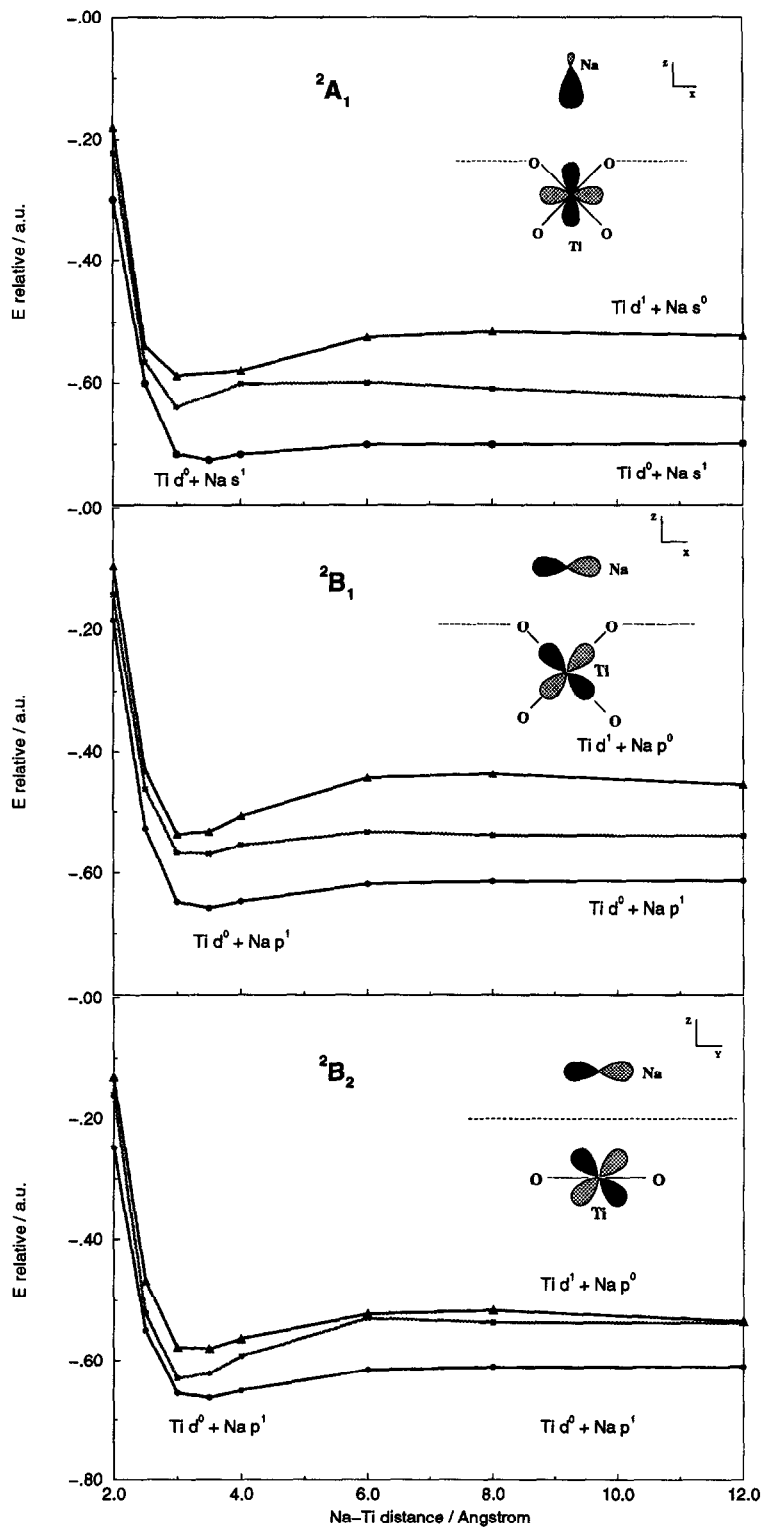 -.00
-.20
-.40
-.60
E relative / a.u.
²A₁
Na
z
x
O O
O O
Ti
Ti d¹ + Na s⁰
Ti d⁰ + Na s¹
Ti d⁰ + Na s¹
-.00
-.20
-.40
-.60
E relative / a.u.
²B₁
z
x
Na
O O
Ti
O O
Ti d¹ + Na p⁰
Ti d⁰ + Na p¹
Ti d⁰ + Na p¹
-.00
-.20
-.40
-.60
-.80
E relative / a.u.
²B₂
z
Y
Na
O O
Ti
Ti d¹ + Na p⁰
Ti d⁰ + Na p¹
Ti d⁰ + Na p¹
2.0 4.0 6.0 8.0 10.0 12.0
Na–Ti distance / Angstrom